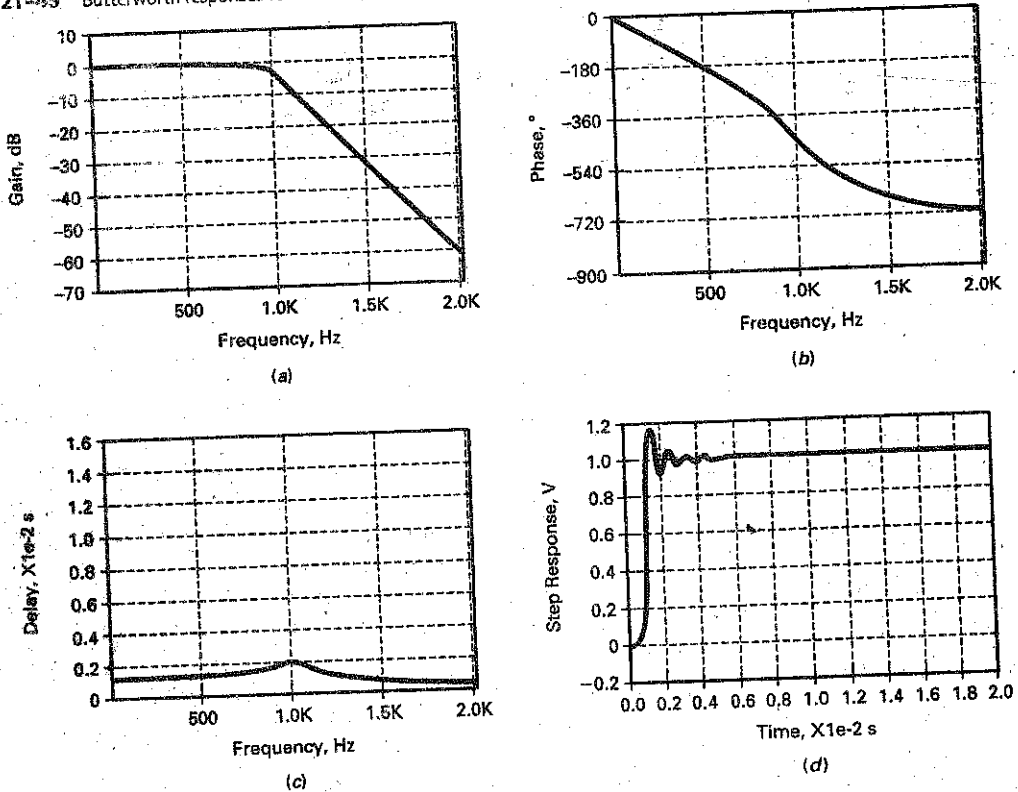 Butterworth response
10
0
-10
-20
-30
-40
-50
-60
-70
Gain, dB
500
1.0K
1.5K
2.0K
Frequency, Hz
(a)
0
-180
-360
-540
-720
-900
Phase, °
500
1.0K
1.5K
2.0K
Frequency, Hz
(b)
1.6
1.4
1.2
1.0
0.8
0.6
0.4
0.2
0
Delay, X1e-2 s
500
1.0K
1.5K
2.0K
Frequency, Hz
(c)
1.2
1.0
0.8
0.6
0.4
0.2
0
-0.2
Step Response, V
0.0 0.2 0.4 0.6 0.8 1.0 1.2 1.4 1.6 1.8 2.0
Time, X1e-2 s
(d)